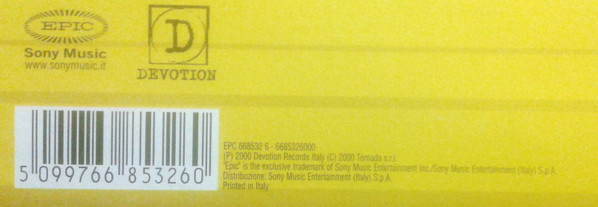 EPIC
Sony Music
www.sonymusic.it
D
DEVOTION
5 099766 853260
EPC 668532 6 - 6685326000
(P) 2000 Devotion Records Italy (C) 2000 Tornado s.r.l.
"Epic" is the exclusive trademark of Sony Music Entertainment Inc./Sony Music Entertainment (Italy) S.p.A.
Distribuzione: Sony Music Entertainment (Italy) S.p.A.
Printed in Italy